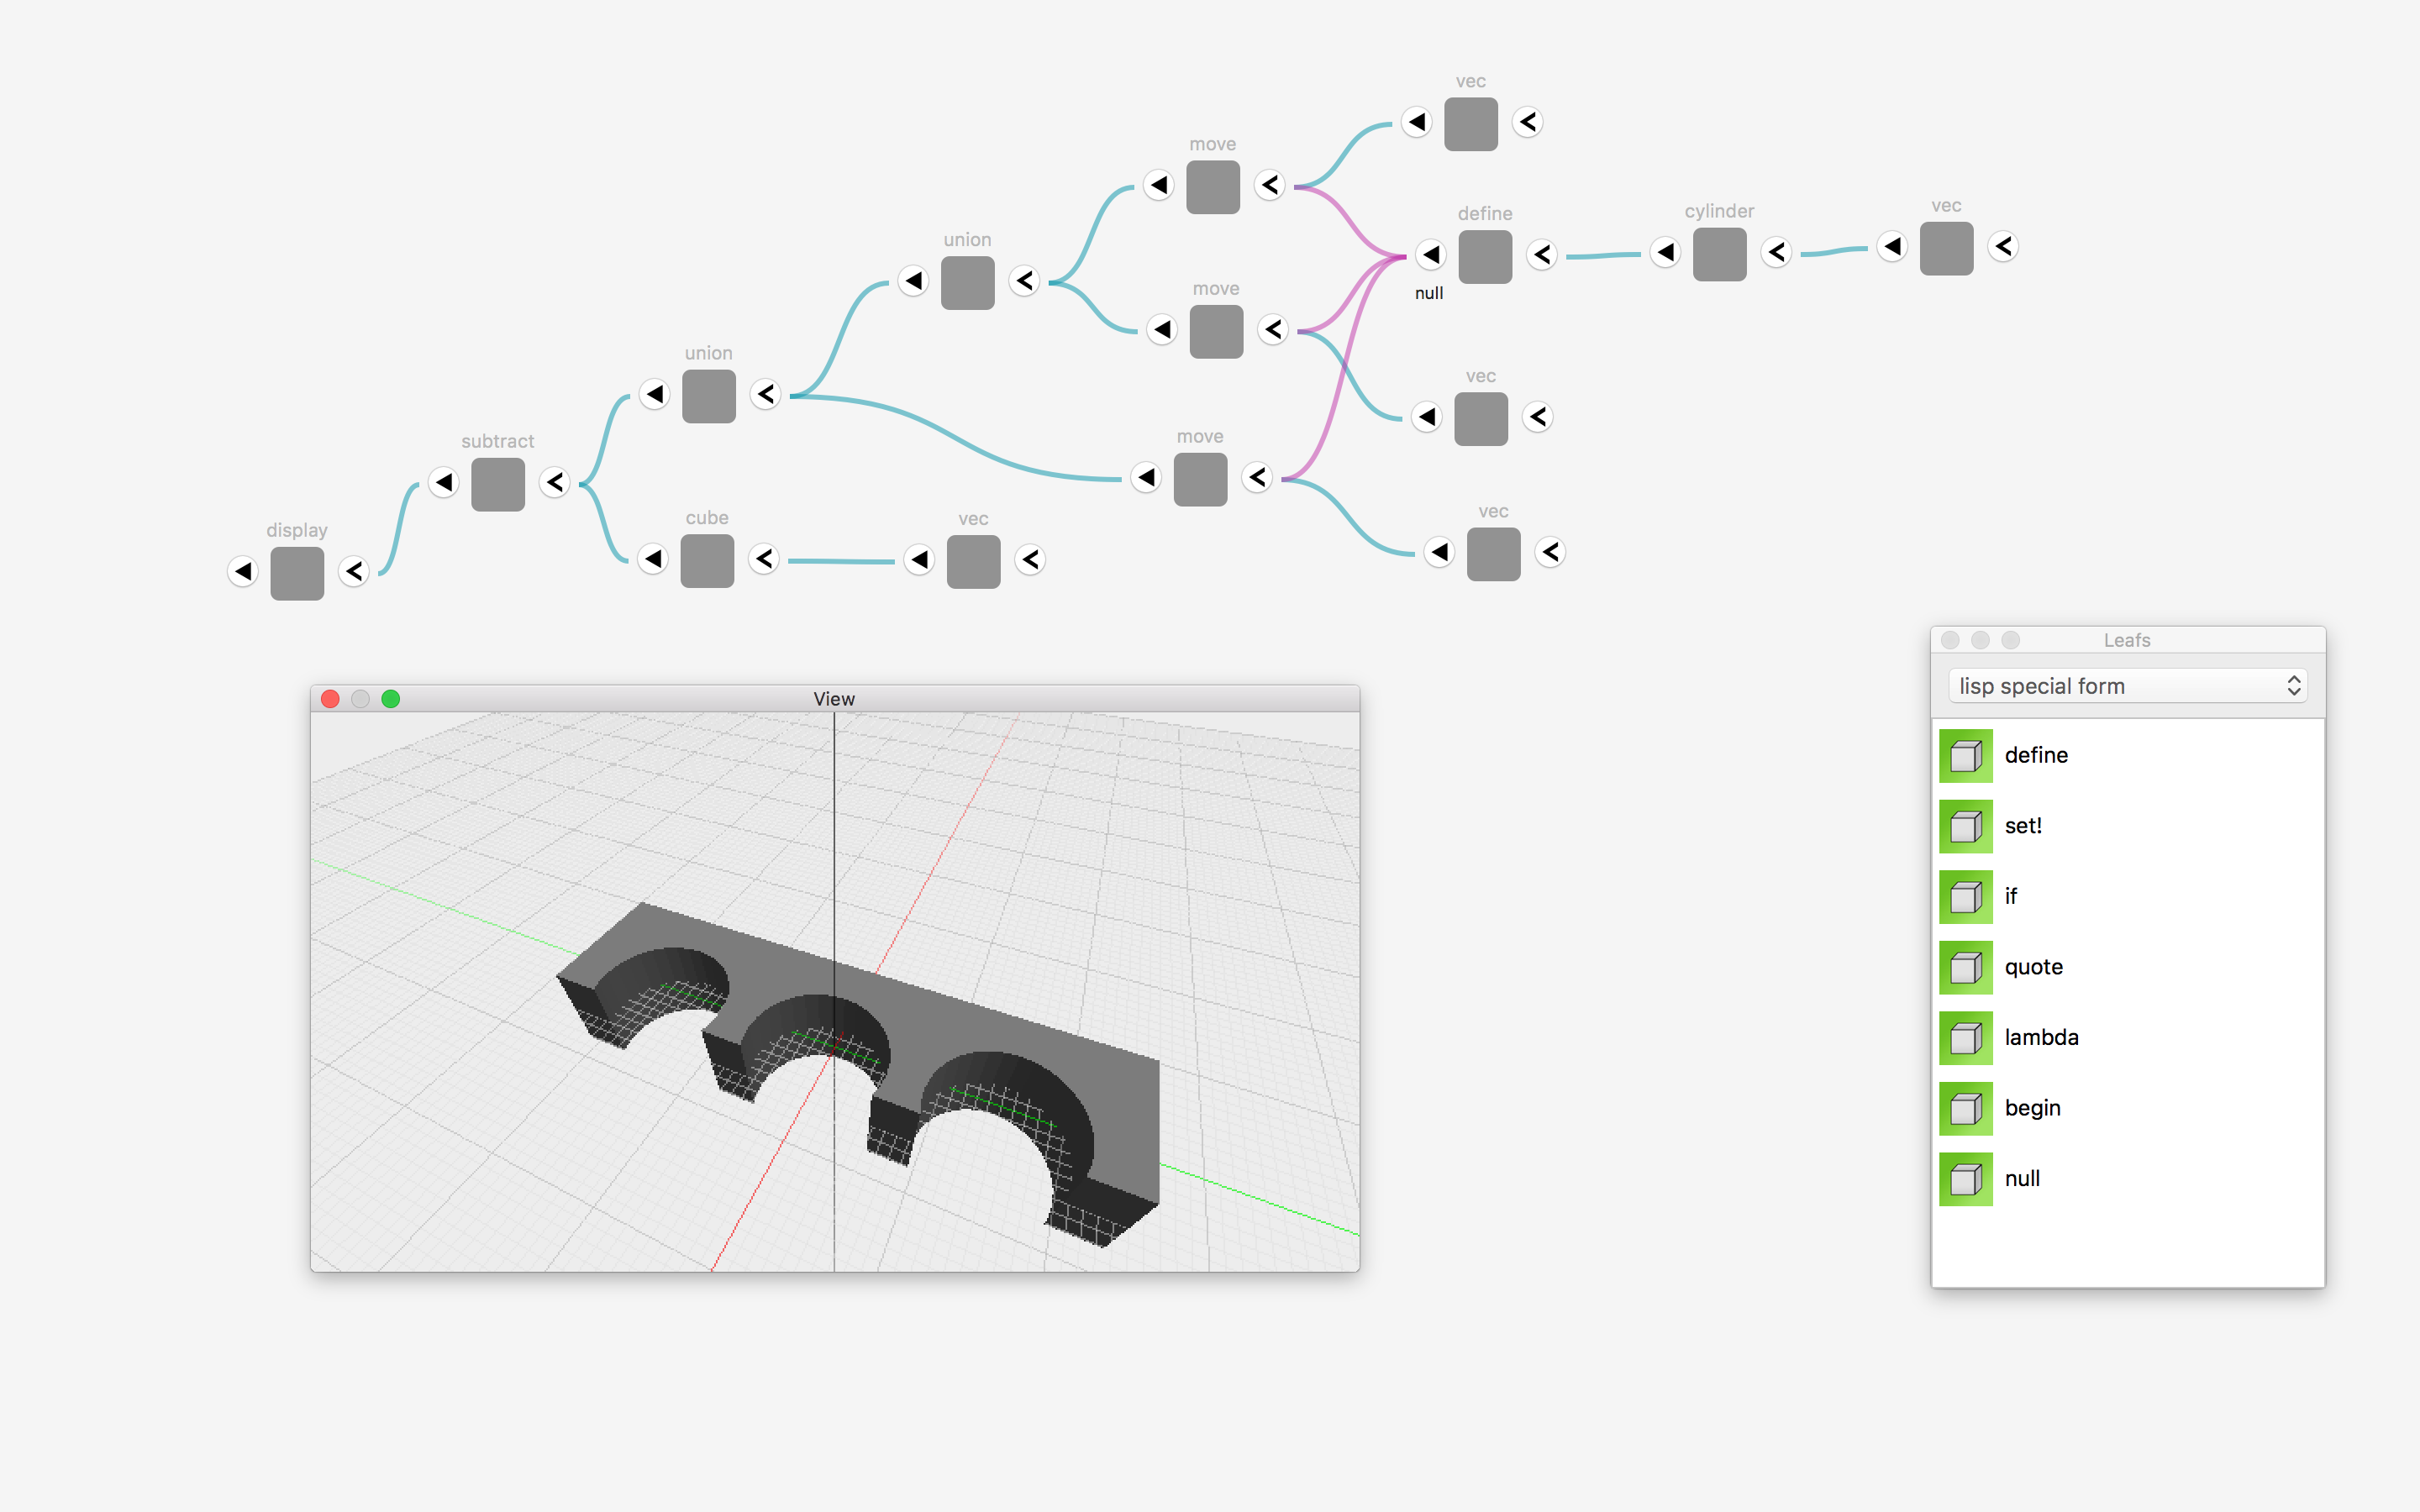 vec
move
vec
cylinder
define
union
move
null
union
vec
move
subtract
vec
cube
vec
display
Leafs
lisp special form
View
define
set!
if
quote
lambda
begin
null